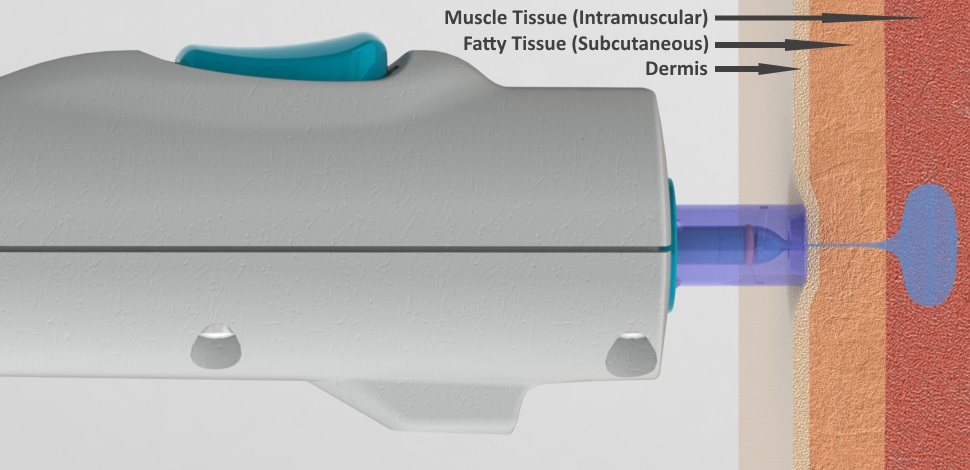 Muscle Tissue (Intramuscular)
Fatty Tissue (Subcutaneous)
Dermis